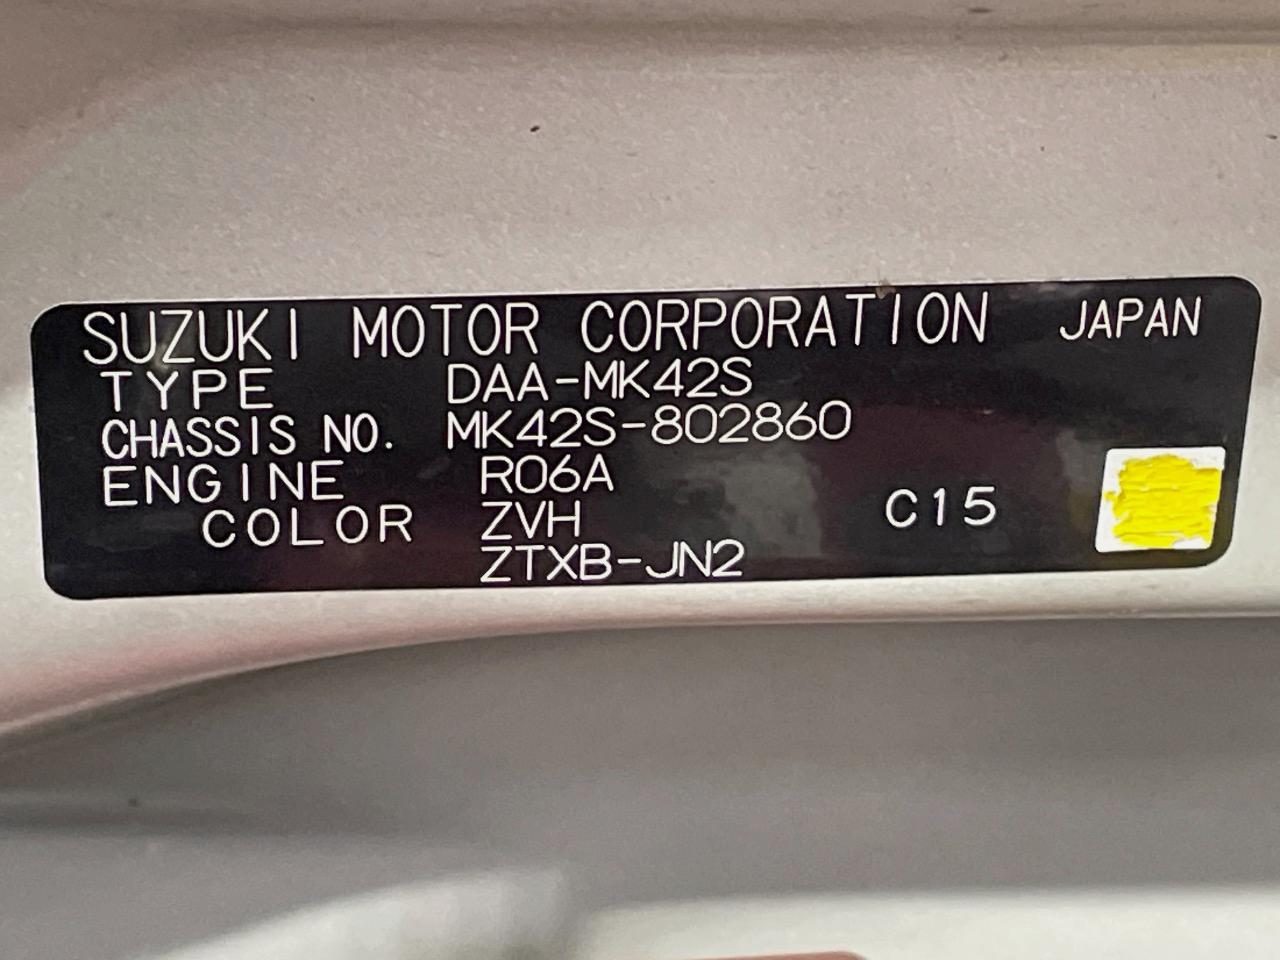 SUZUKI MOTOR CORPORATION JAPAN
TYPE DAA-MK42S
CHASSIS NO. MK42S-802860
ENGINE R06A
COLOR ZVH C15
ZTXB-JN2